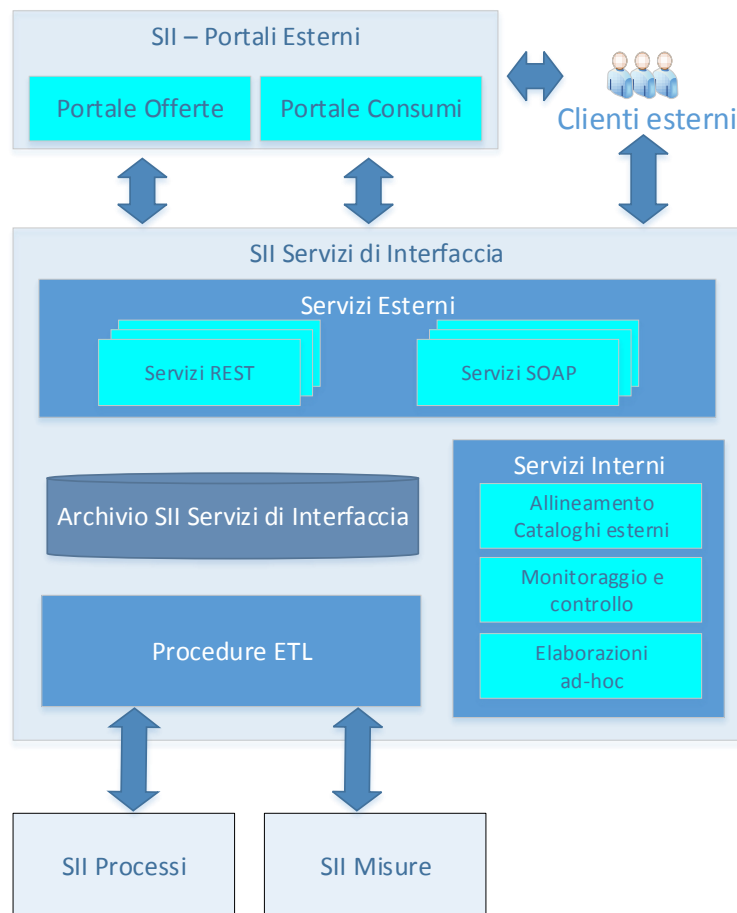 SII – Portali Esterni
Portale Offerte
Portale Consumi
Clienti esterni
SII Servizi di Interfaccia
Servizi Esterni
Servizi REST
Servizi SOAP
Archivio SII Servizi di Interfaccia
Servizi Interni
Allineamento
Cataloghi esterni
Monitoraggio e
controllo
Elaborazioni
ad-hoc
Procedure ETL
SII Processi
SII Misure